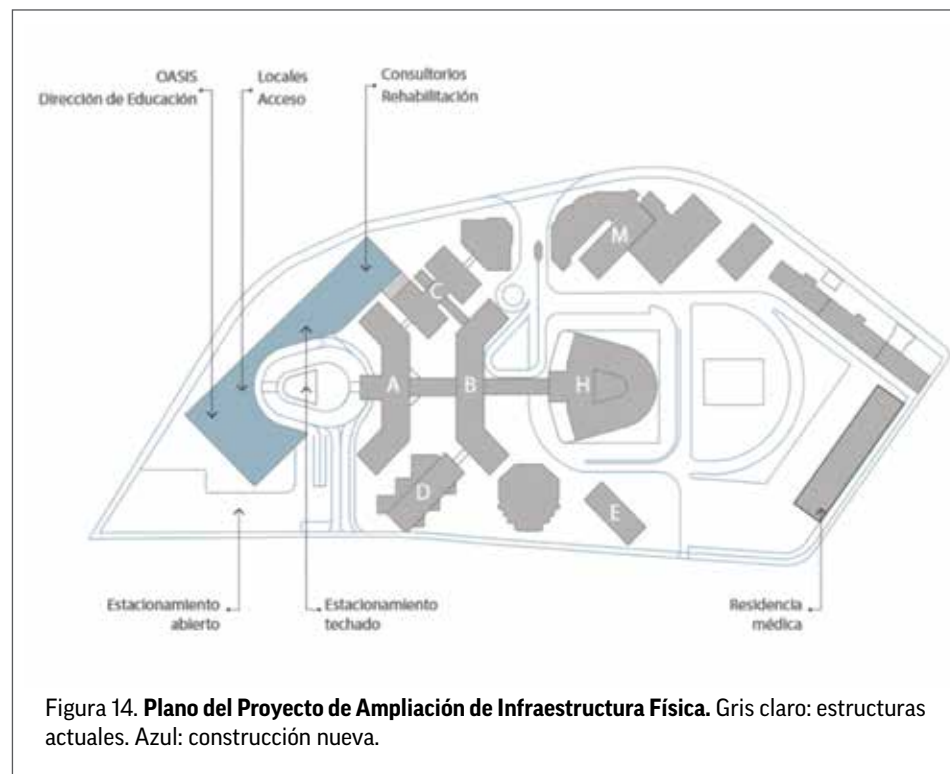 OASIS
Dirección de Educación
Locales
Acceso
Consultorios
Rehabilitación
M
C
A
B
H
D
E
Estacionamiento
abierto
Estacionamiento
techado
Residencia
médica
Figura 14. Plano del Proyecto de Ampliación de Infraestructura Física. Gris claro: estructuras
actuales. Azul: construcción nueva.